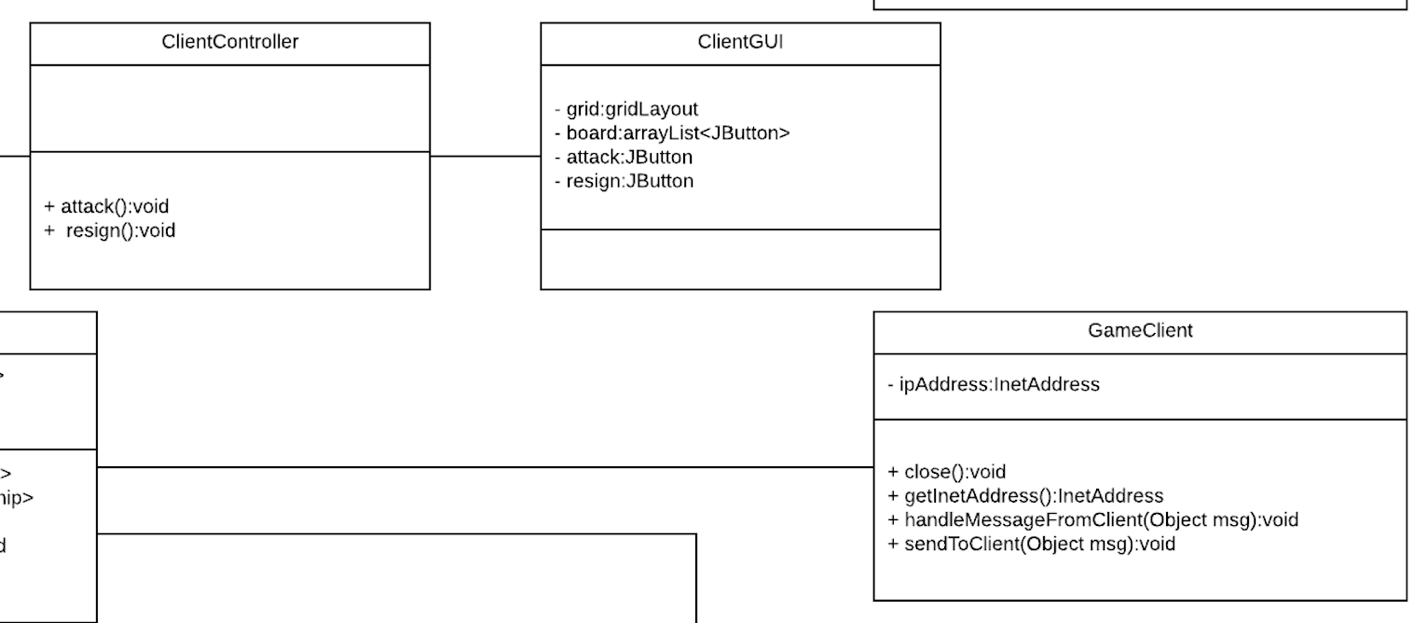 ClientController
+ attack():void
+ resign():void
ClientGUI
- grid:gridLayout
- board:arrayList<JButton>
- attack:JButton
- resign:JButton
>
>
d
GameClient
- ipAddress:InetAddress
+ close():void
+ getInetAddress():InetAddress
+ handleMessageFromClient(Object msg):void
+ sendToClient(Object msg):void